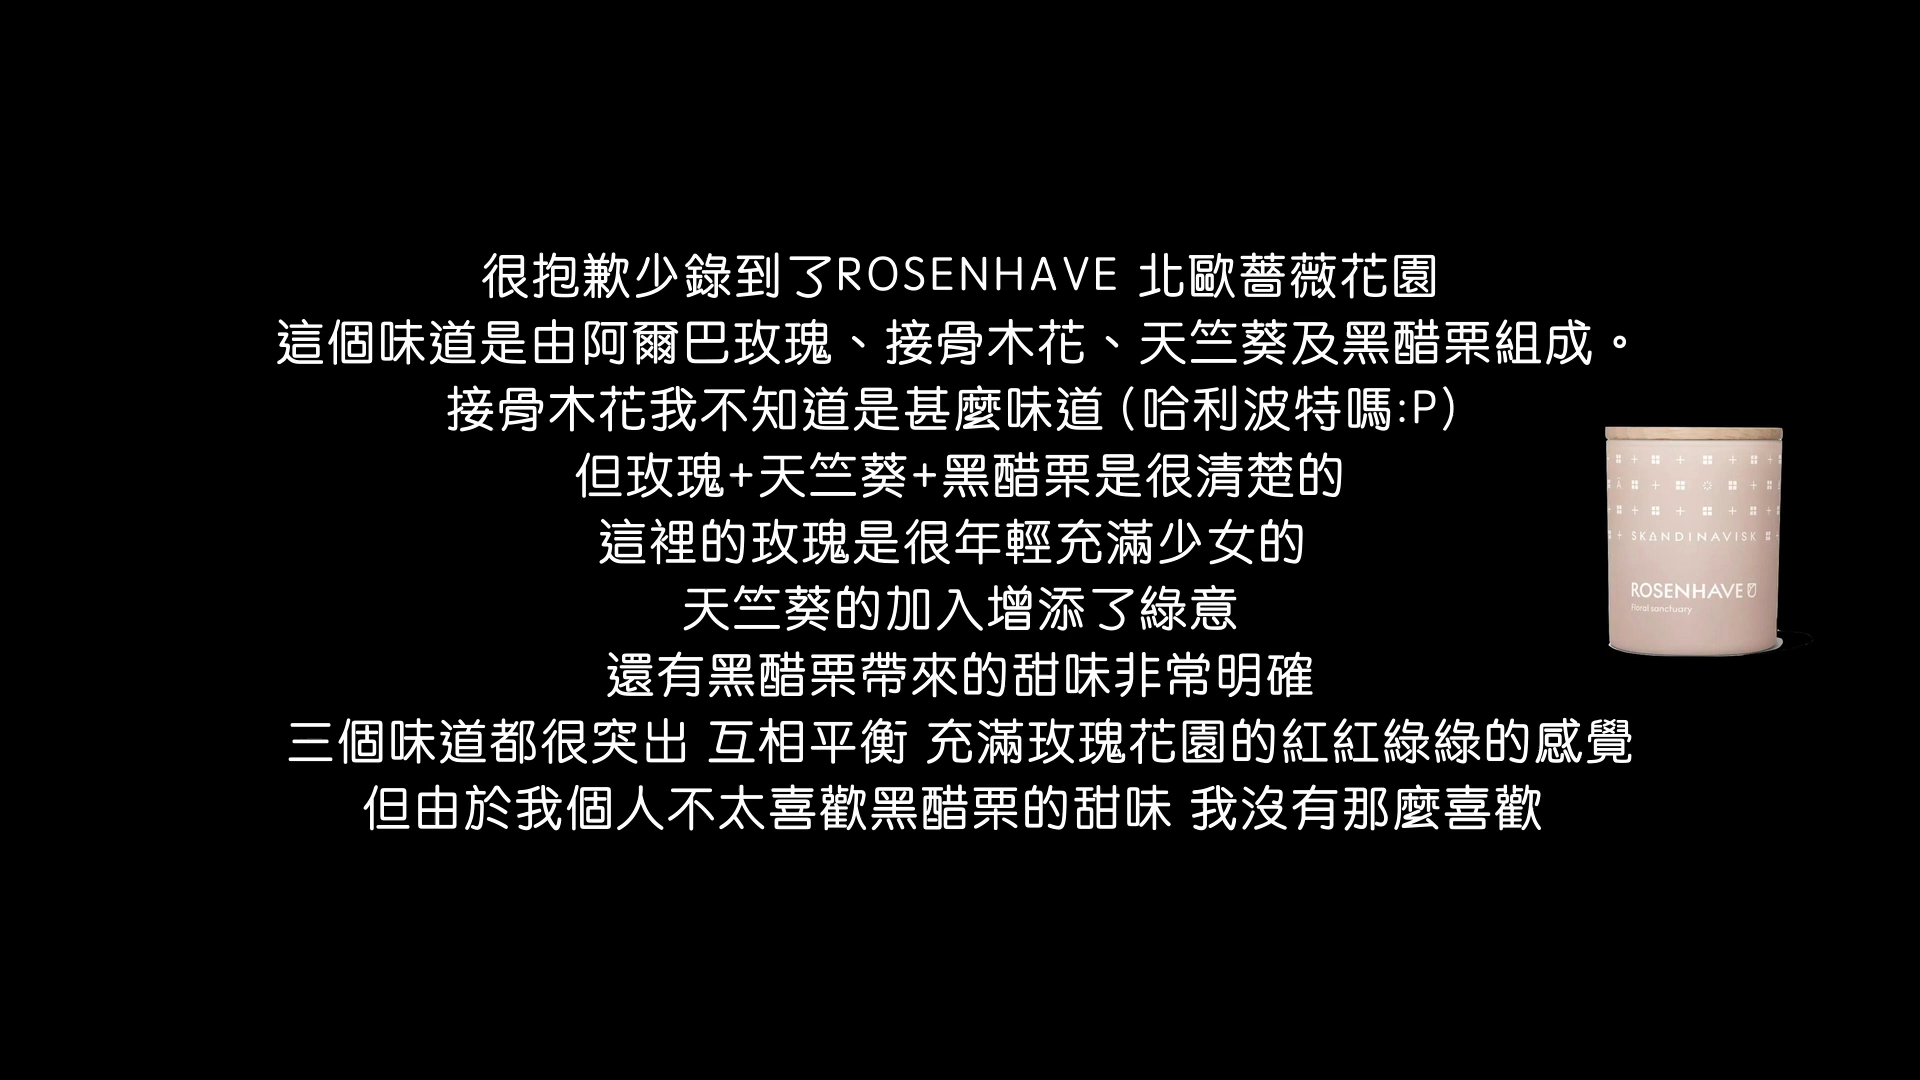 很抱歉少錄到了ROSENHAVE 北歐薔薇花園
這個味道是由阿爾巴玫瑰、接骨木花、天竺葵及黑醋栗組成。
接骨木花我不知道是甚麼味道（哈利波特嗎:P）
但玫瑰+天竺葵+黑醋栗是很清楚的
這裡的玫瑰是很年輕充滿少女的
天竺葵的加入增添了綠意
還有黑醋栗帶來的甜味非常明確
三個味道都很突出 互相平衡 充滿玫瑰花園的紅紅綠綠的感覺
但由於我個人不太喜歡黑醋栗的甜味 我沒有那麼喜歡
SKANDINAVISK
ROSENHAVE
Floral sanctuary